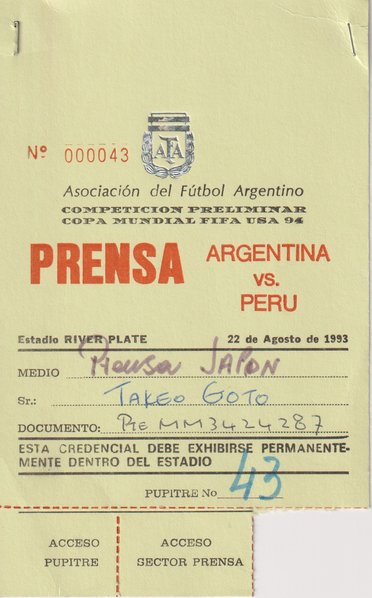 Nº 000043
AFA
Asociación del Fútbol Argentino
COMPETICION PRELIMINAR
COPA MUNDIAL FIFA USA 94
PRENSA
ARGENTINA
VS.
PERU
Estadio RIVER PLATE 22 de Agosto de 1993
MEDIO Prensa JAPON
Sr.: TAKEO GOTO
DOCUMENTO: MM3424287
ESTA CREDENCIAL DEBE EXHIBIRSE PERMANENTE-
MENTE DENTRO DEL ESTADIO
PUPITRE No 43
ACCESO
PUPITRE
ACCESO
SECTOR PRENSA